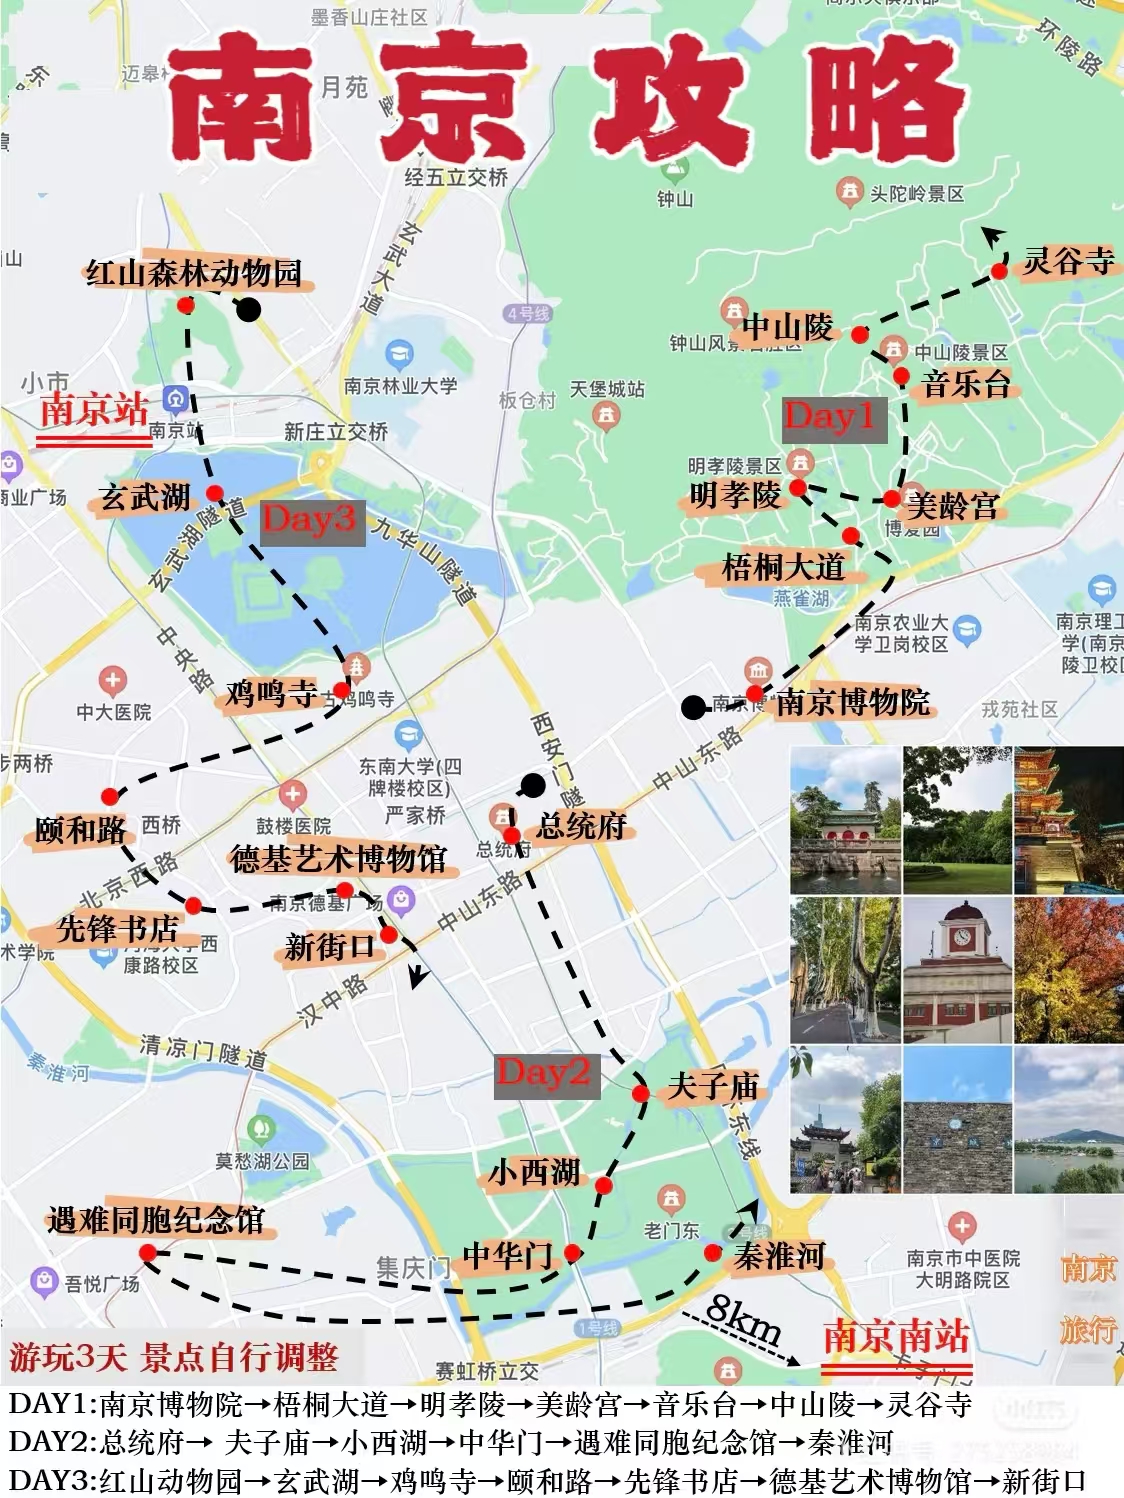 墨香山庄社区
南京攻略
月苑
环陵路
经五立交桥
钟山
头陀岭景区
玄武大道
红山森林动物园
灵谷寺
4号线
中山陵
钟山风景名胜区
中山陵景区
小市
南京林业大学
天堡城站
板仓村
音乐台
南京站
南京站
新庄立交桥
Day1
明孝陵景区
明孝陵
商业广场
玄武湖
玄武湖隧道
Day3
九华山隧道
美龄宫
博爱园
梧桐大道
燕雀湖
南京农业大
学卫岗校区
南京理工
学(南京
陵卫校区
中央路
鸡鸣寺
古鸡鸣寺
中大医院
南京博物院
戎苑社区
西安门隧
中山东路
步两桥
东南大学(四
牌楼校区)
严家桥
颐和路
西桥
鼓楼医院
总统府
总统府
德基艺术博物馆
北京西路
南京德基广场
中山东路
先锋书店
新街口
术学院
康路校区
汉中路
清凉门隧道
秦淮河
Day2
夫子庙
东线
莫愁湖公园
小西湖
遇难同胞纪念馆
老门东
集庆门
中华门
秦淮河
南京市中医院
大明路院区
吾悦广场
南京
旅行
8km
1号线
南京南站
卡子门
游玩3天 景点自行调整
赛虹桥立交
DAY1:南京博物院→梧桐大道→明孝陵→美龄宫→音乐台→中山陵→灵谷寺
DAY2:总统府→ 夫子庙→小西湖→中华门→遇难同胞纪念馆→秦淮河
DAY3:红山动物园→玄武湖→鸡鸣寺→颐和路→先锋书店→德基艺术博物馆→新街口